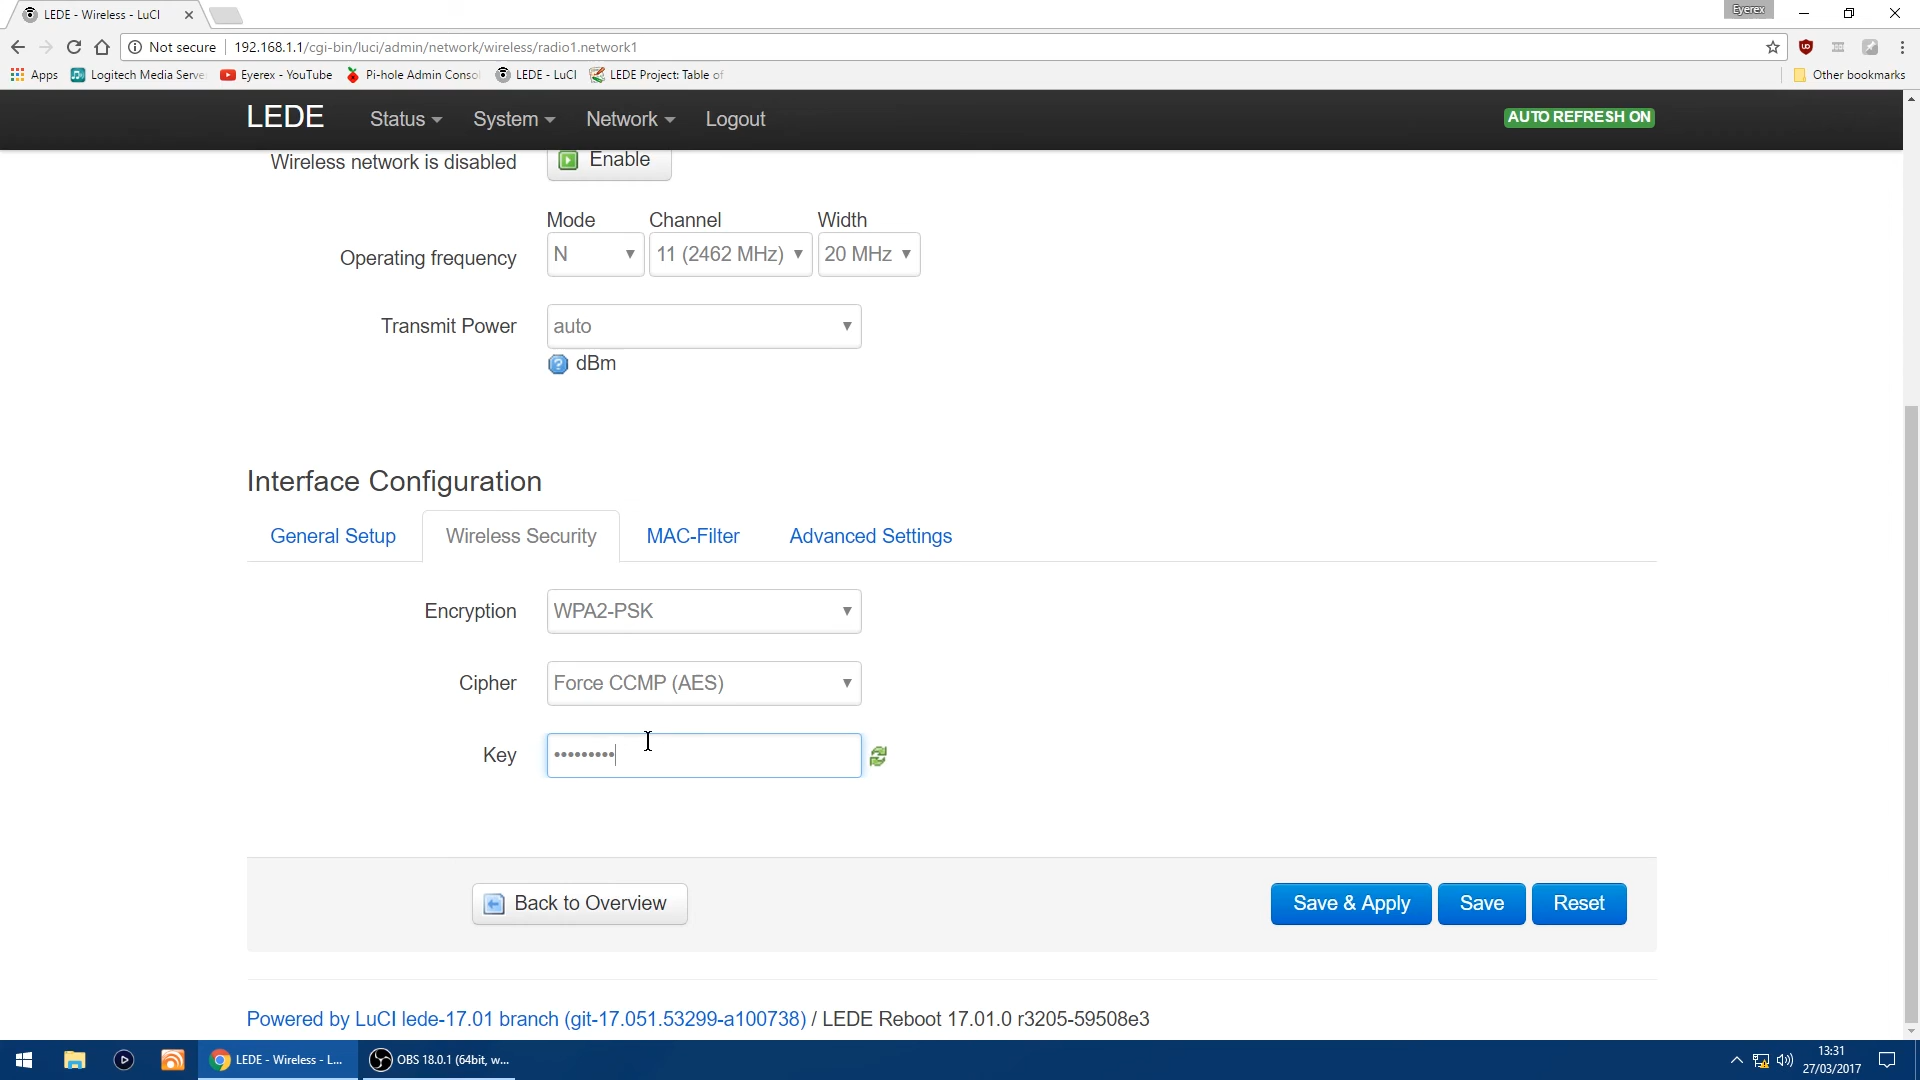 LEDE - Wireless - LuCI
Eyerex
Not secure
192.168.1.1/cgi-bin/luci/admin/network/wireless/radio1.network1
Apps
Logitech Media Serve
Eyerex - YouTube
Pi-hole Admin Consol
LEDE - LuCI
LEDE Project: Table of
Other bookmarks
LEDE
Status
System
Network
Logout
AUTO REFRESH ON
Wireless network is disabled
Enable
Mode
Channel
Width
Operating frequency
N
11 (2462 MHz)
20 MHz
Transmit Power
auto
dBm
Interface Configuration
General Setup
Wireless Security
MAC-Filter
Advanced Settings
Encryption
WPA2-PSK
Cipher
Force CCMP (AES)
Key
•••••••••
Back to Overview
Save & Apply
Save
Reset
Powered by LuCI lede-17.01 branch (git-17.051.53299-a100738) / LEDE Reboot 17.01.0 r3205-59508e3
LEDE - Wireless - L...
OBS 18.0.1 (64bit, w...
13:31
27/03/2017